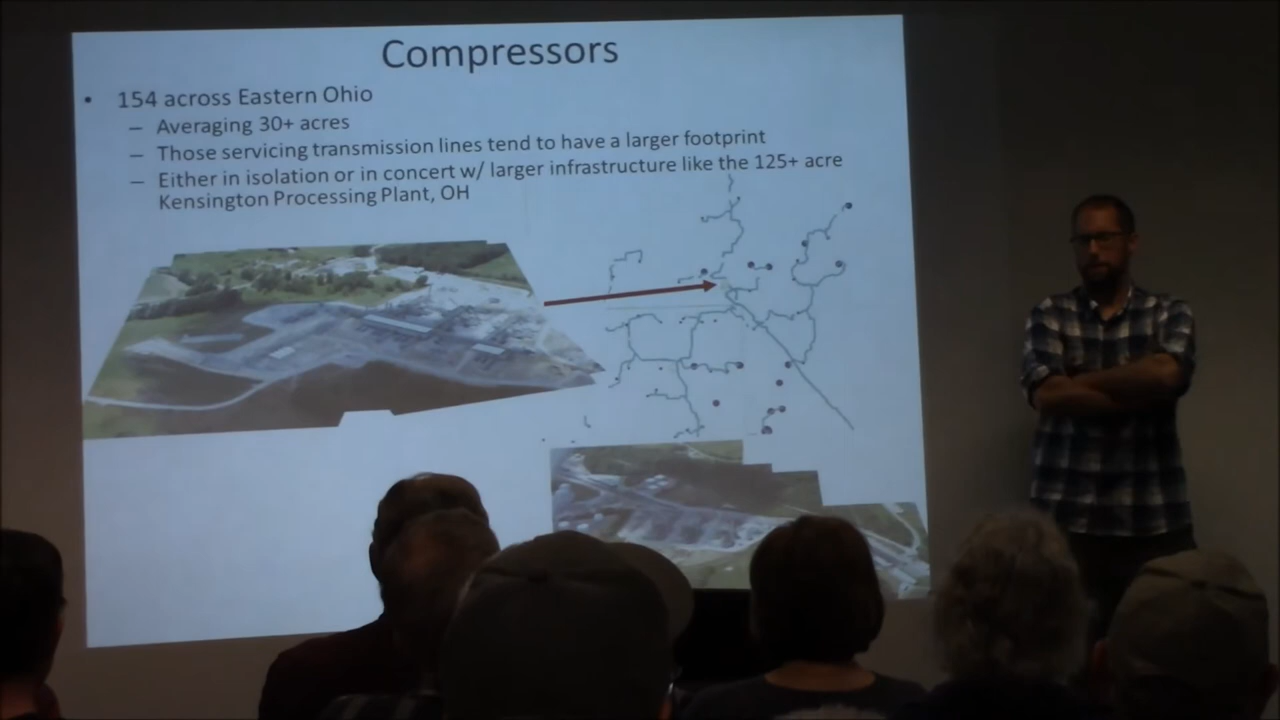 Compressors
• 154 across Eastern Ohio
– Averaging 30+ acres
– Those servicing transmission lines tend to have a larger footprint
– Either in isolation or in concert w/ larger infrastructure like the 125+ acre
Kensington Processing Plant, OH